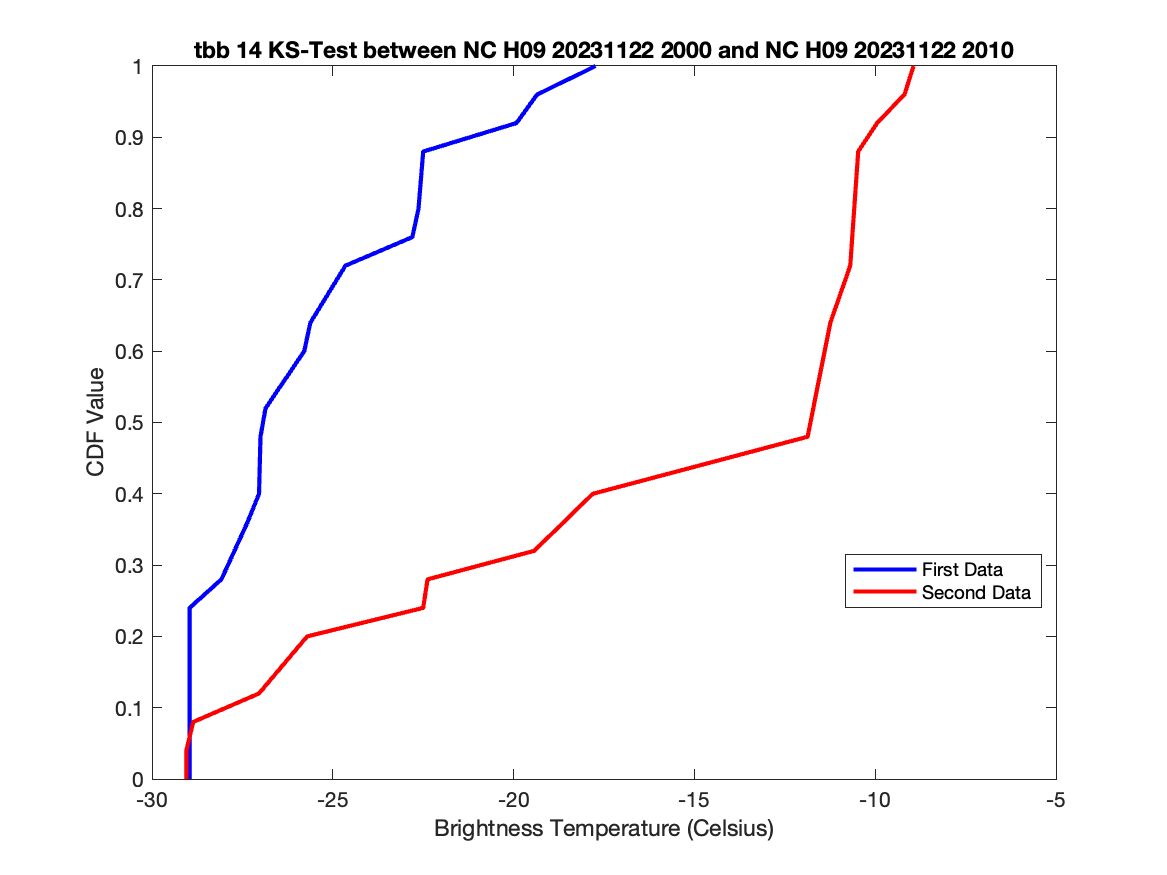 tbb 14 KS-Test between NC H09 20231122 2000 and NC H09 20231122 2010
1
0.9
0.8
0.7
0.6
0.5
0.4
0.3
0.2
0.1
0
CDF Value
First Data
Second Data
-30 -25 -20 -15 -10 -5
Brightness Temperature (Celsius)